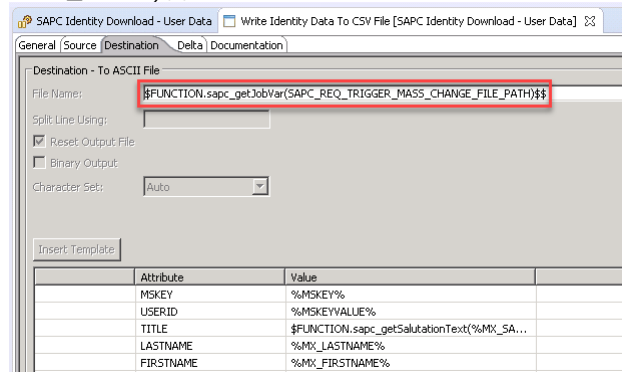 SAPC Identity Download - User Data Write Identity Data To CSV File [SAPC Identity Download - User Data]
General Source Destination Delta Documentation
Destination - To ASCII File
File Name: $FUNCTION.sapc_getJobVar(SAPC_REQ_TRIGGER_MASS_CHANGE_FILE_PATH)$$
Split Line Using:
Reset Output File
Binary Output
Character Set: Auto
Insert Template
Attribute Value
MSKEY %MSKEY%
USERID %MSKEYVALUE%
TITLE $FUNCTION.sapc_getSalutationText(%MX_SA...
LASTNAME %MX_LASTNAME%
FIRSTNAME %MX_FIRSTNAME%